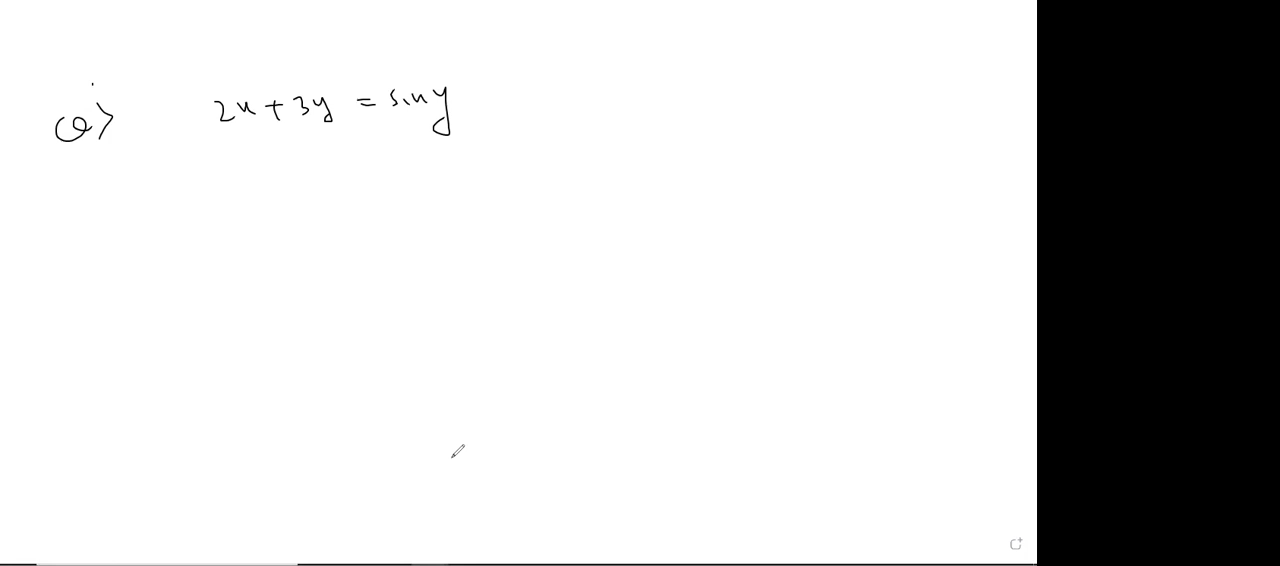 Q> 2x + 3y = sin y